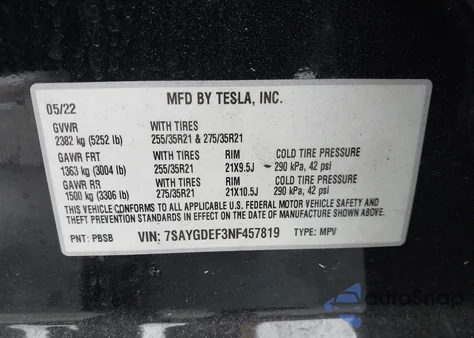 MFD BY TESLA, INC.
05/22
GVWR WITH TIRES
2382 kg (5252 lb) 255/35R21 & 275/35R21
GAWR FRT WITH TIRES RIM COLD TIRE PRESSURE
1363 kg (3004 lb) 255/35R21 21X9.5J 290 kPa, 42 psi
GAWR RR WITH TIRES RIM COLD TIRE PRESSURE
1500 kg (3306 lb) 275/35R21 21X10.5J 290 kPa, 42 psi
THIS VEHICLE CONFORMS TO ALL APPLICABLE U.S. FEDERAL MOTOR VEHICLE SAFETY AND
THEFT PREVENTION STANDARDS IN EFFECT ON THE DATE OF MANUFACTURE SHOWN ABOVE.
PNT: PBSB VIN: 7SAYGDEF3NF457819 TYPE: MPV
autoSnap